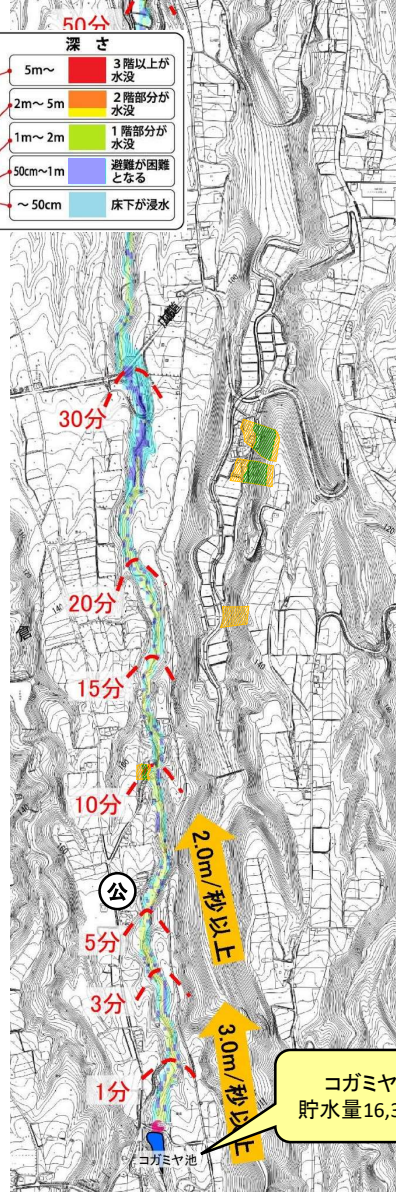 50分
深さ
5m～ 3階以上が
水没
2m～5m 2階部分が
水没
1m～2m 1階部分が
水没
50cm～1m 避難が困難
となる
～50cm 床下が浸水
30分
20分
15分
10分
2.0m/秒以上
公
5分
3分
3.0m/秒以上
1分
コガミヤ
貯水量16,3
コガミヤ池